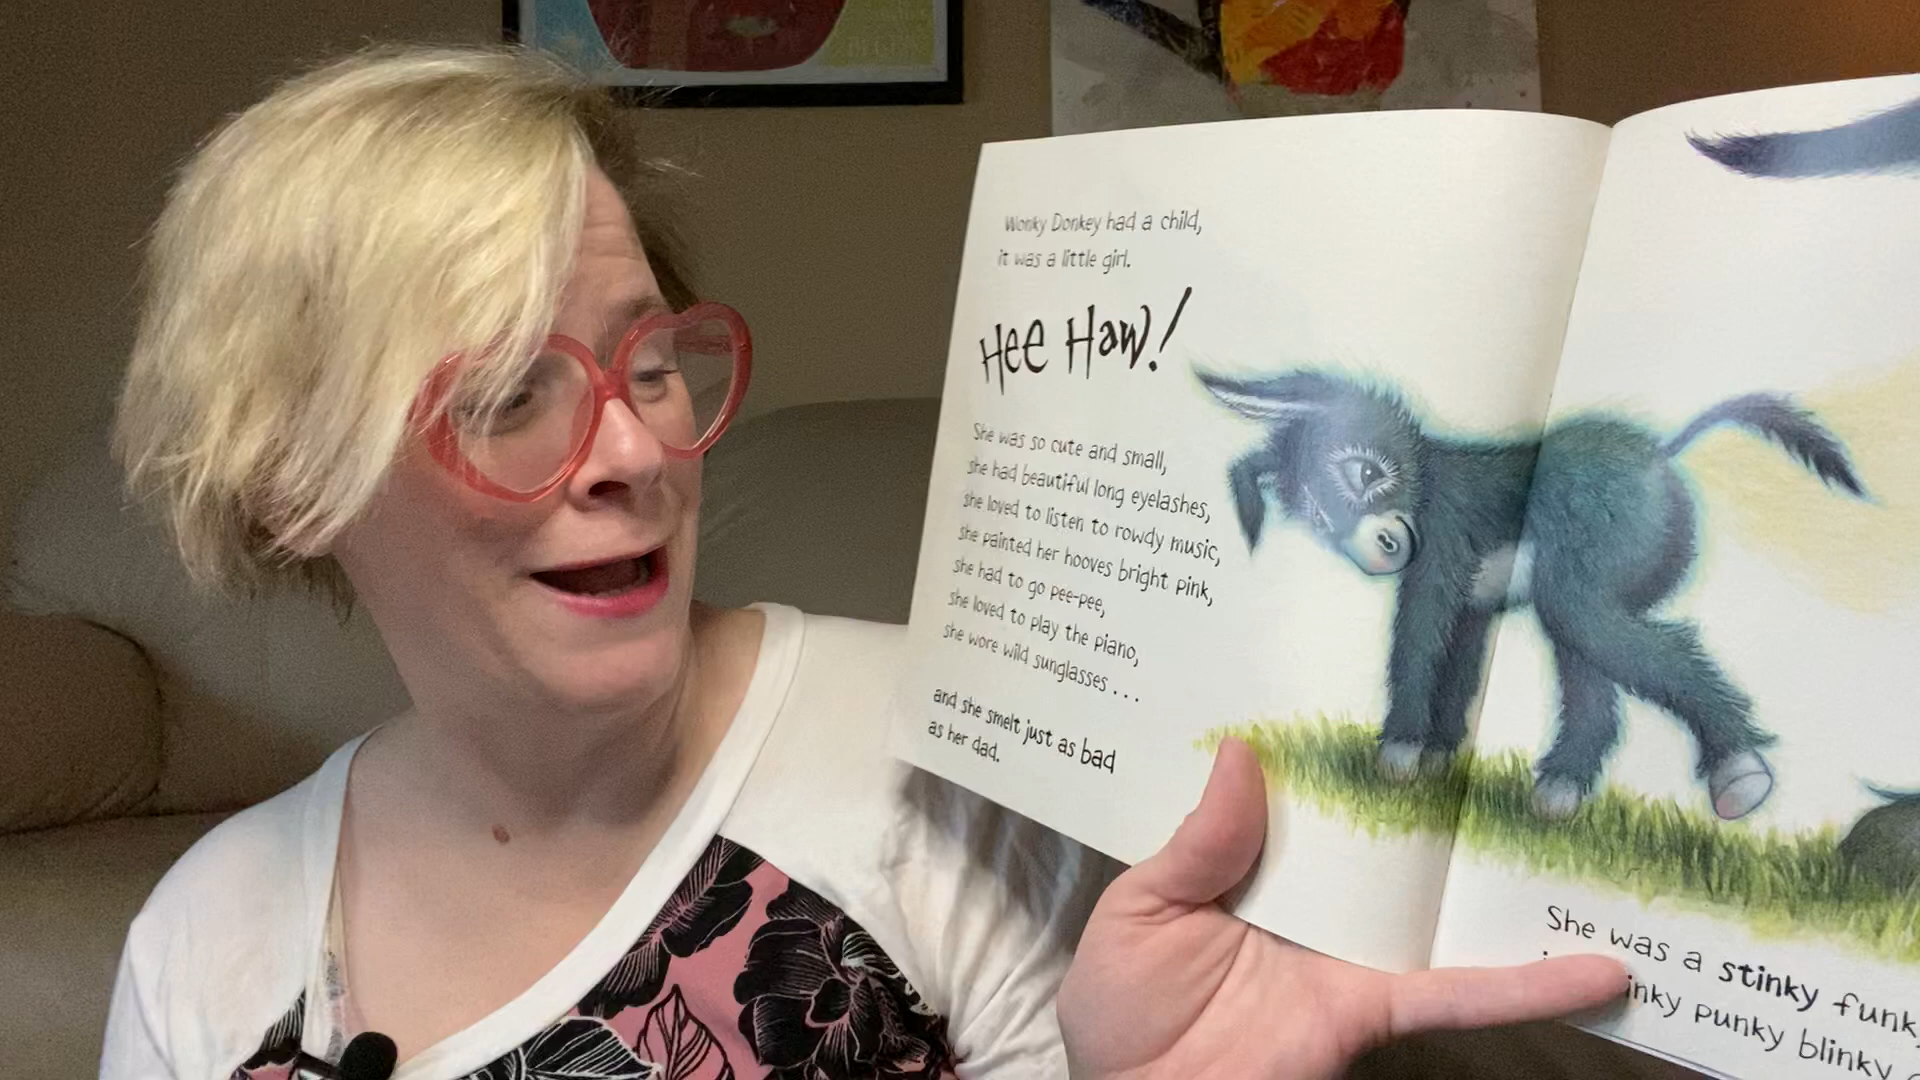 Wonky Donkey had a child,
it was a little girl.
Hee Haw!
She was so cute and small,
she had beautiful long eyelashes,
she loved to listen to rowdy music,
she painted her hooves bright pink,
she had to go pee-pee,
she loved to play the piano,
she wore wild sunglasses . . .
and she smelt just as bad
as her dad.
She was a stinky funk
inky punky blinky